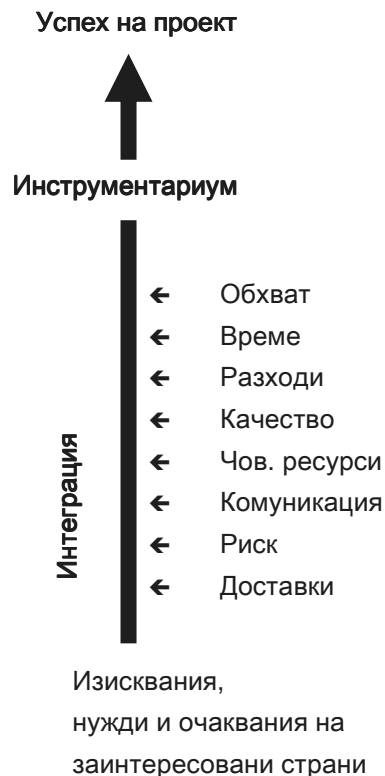 Успех на проект
Инструментариум
Обхват
Време
Разходи
Качество
Чов. ресурси
Комуникация
Риск
Доставки
Интеграция
Изисквания,
нужди и очаквания на
заинтересовани страни